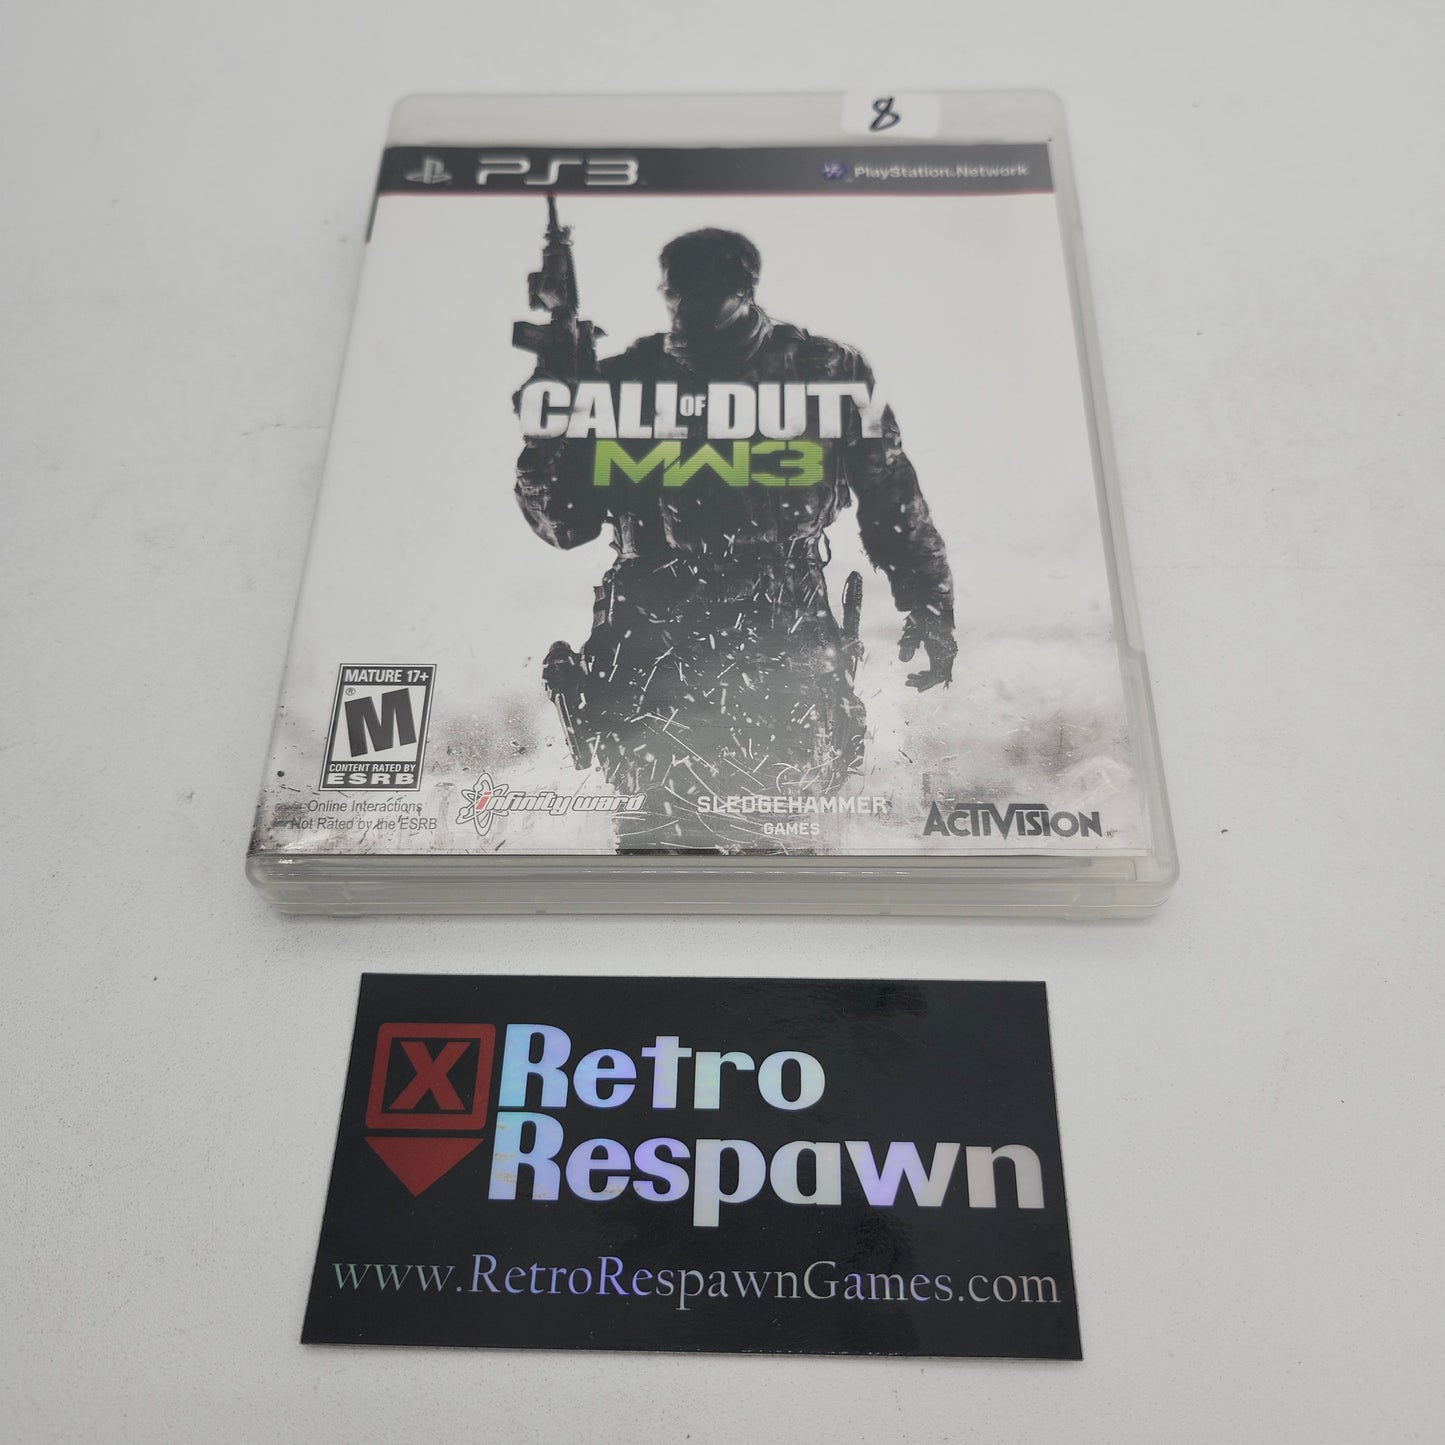 8
PS3 PlayStation Network
CALL OF DUTY
MW3
MATURE 17+
M ®
CONTENT RATED BY
ESRB
Online Interactions
Not Rated by the ESRB
infinity ward
SLEDGEHAMMER
GAMES
ACTIVISION®
X Retro
Respawn
www.RetroRespawnGames.com